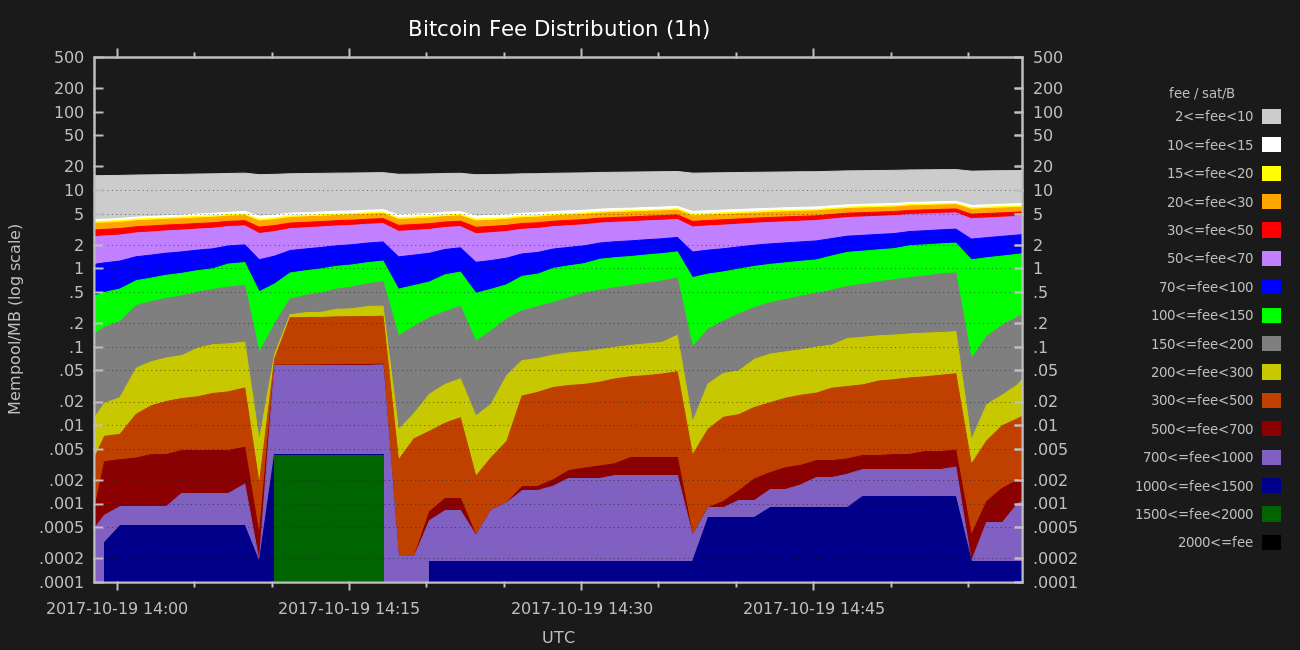 Bitcoin Fee Distribution (1h)
Mempool/MB (log scale)
500
200
100
50
20
10
5
2
1
.5
.2
.1
.05
.02
.01
.005
.002
.001
.0005
.0002
.0001
500
200
100
50
20
10
5
2
1
.5
.2
.1
.05
.02
.01
.005
.002
.001
.0005
.0002
.0001
2017-10-19 14:00 2017-10-19 14:15 2017-10-19 14:30 2017-10-19 14:45
UTC
fee / sat/B
2<=fee<10
10<=fee<15
15<=fee<20
20<=fee<30
30<=fee<50
50<=fee<70
70<=fee<100
100<=fee<150
150<=fee<200
200<=fee<300
300<=fee<500
500<=fee<700
700<=fee<1000
1000<=fee<1500
1500<=fee<2000
2000<=fee